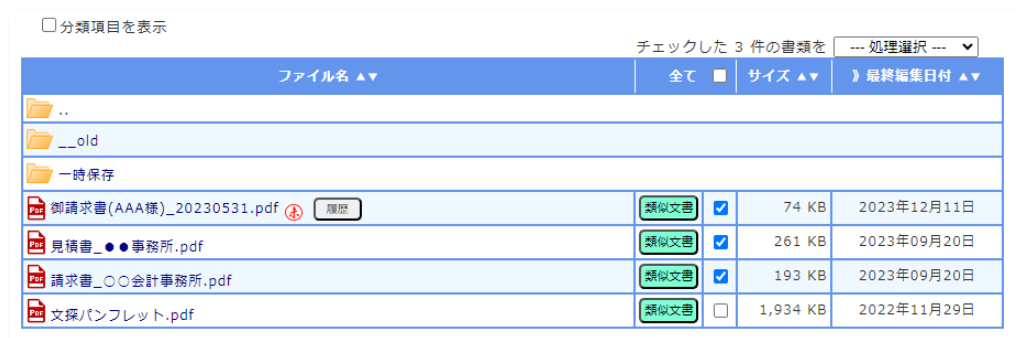 分類項目を表示
チェックした 3 件の書類を --- 処理選択 ---
ファイル名 ▲▼ 全て サイズ ▲▼ 》最終編集日付 ▲▼
..
__old
一時保存
PDF 御請求書(AAA様)_20230531.pdf 未 履歴 類似文書 74 KB 2023年12月11日
PDF 見積書_●●事務所.pdf 類似文書 261 KB 2023年09月20日
PDF 請求書_○○会計事務所.pdf 類似文書 193 KB 2023年09月20日
PDF 文探パンフレット.pdf 類似文書 1,934 KB 2022年11月29日